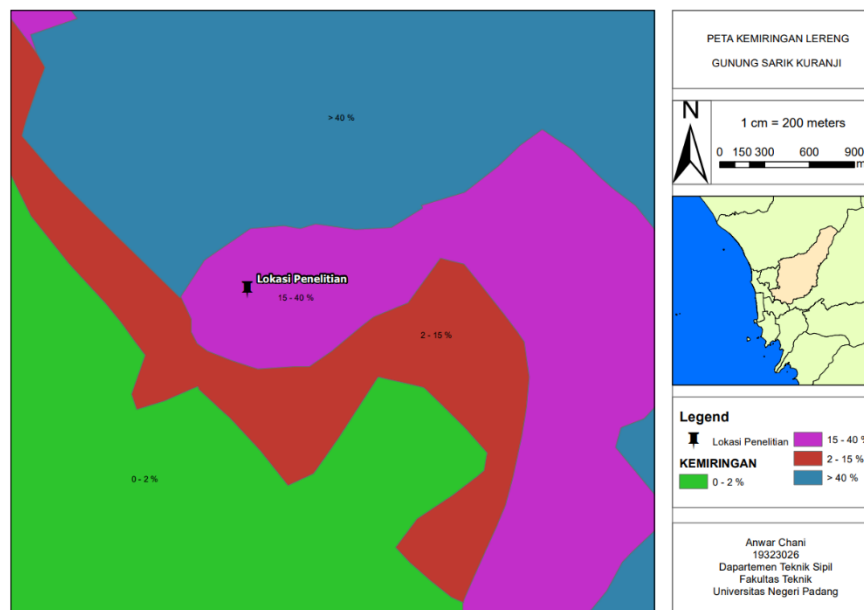 PETA KEMIRINGAN LERENG
GUNUNG SARIK KURANJI
N
1 cm = 200 meters
0 150 300 600 900
m
> 40 %
Lokasi Penelitian
15 - 40 %
2 - 15 %
0 - 2 %
Legend
Lokasi Penelitian
KEMIRINGAN
0 - 2 %
15 - 40 %
2 - 15 %
> 40 %
Anwar Chani
19323026
Dapartemen Teknik Sipil
Fakultas Teknik
Universitas Negeri Padang